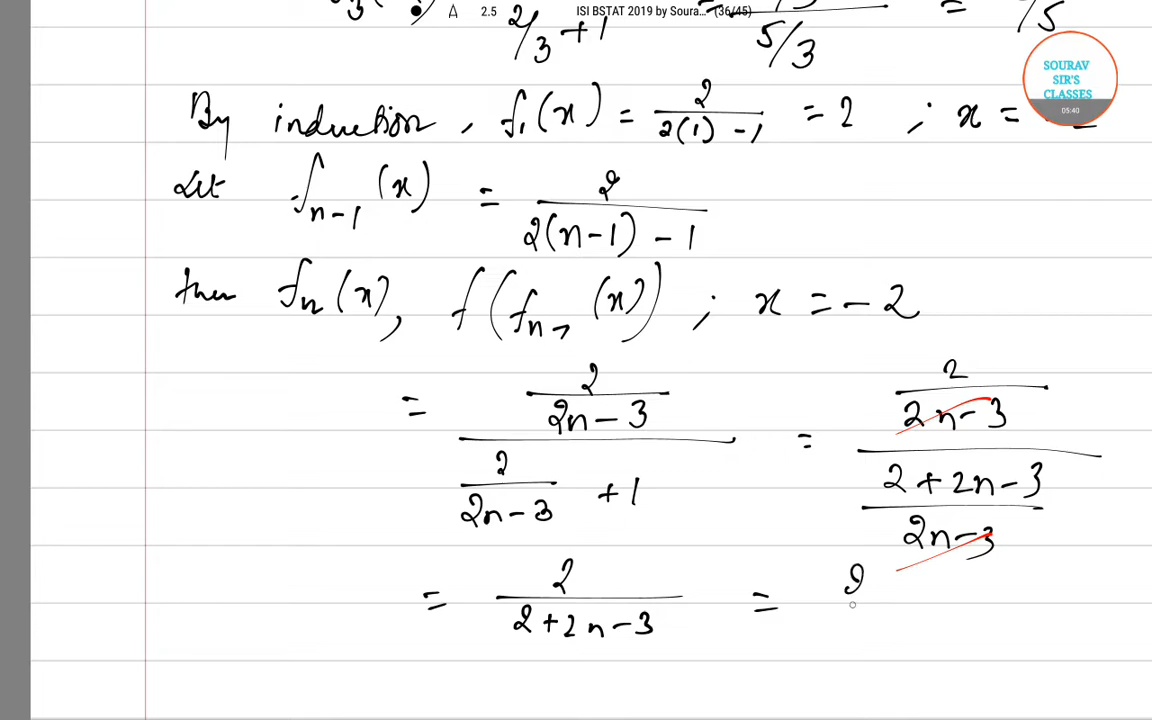 A 2.5 ISI BSTAT 2019 by Soura... (36/45)
2/3 + 1 = 5/3 = /5
SOURAV
SIR'S
CLASSES
05:40
By induction, f₁(x) = 2/(2(1) - 1) = 2 ; x =
Let fₙ₋₁(x) = 2/(2(n-1) - 1)
then fₙ(x), f(fₙ₋₁(x)) ; x = -2
= (2/(2n-3))/(2/(2n-3) + 1) = (2/(2n-3))/((2+2n-3)/(2n-3))
= 2/(2+2n-3) = 2